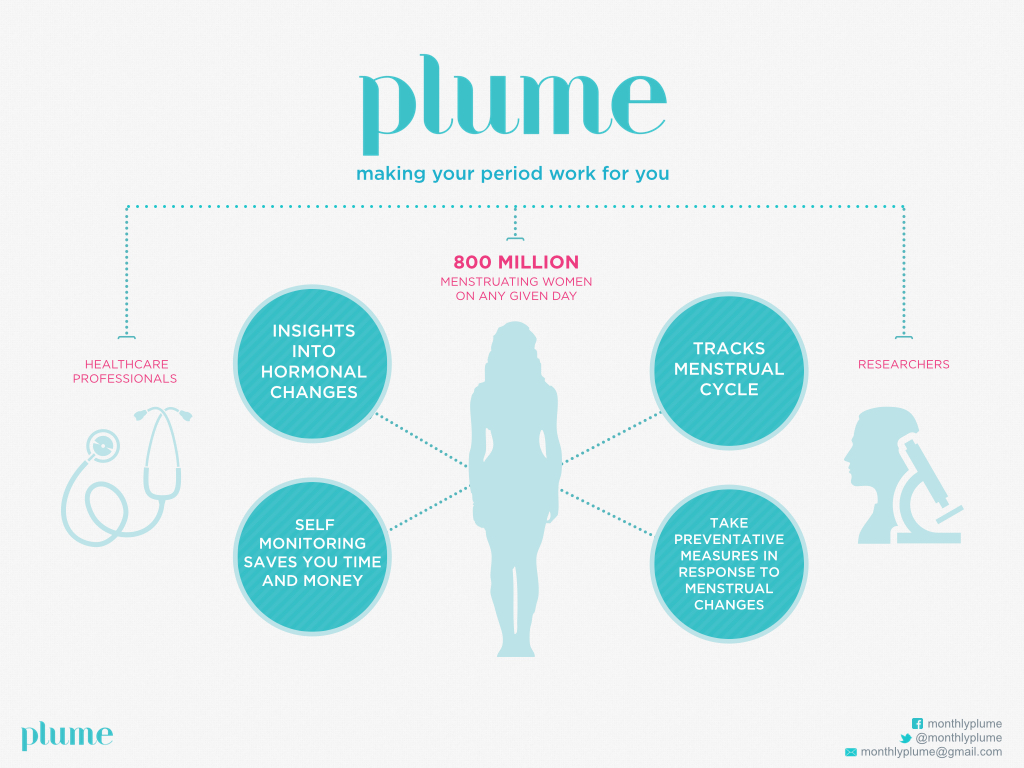 plume
making your period work for you
800 MILLION
MENSTRUATING WOMEN
ON ANY GIVEN DAY
HEALTHCARE
PROFESSIONALS
INSIGHTS
INTO
HORMONAL
CHANGES
TRACKS
MENSTRUAL
CYCLE
RESEARCHERS
SELF
MONITORING
SAVES YOU TIME
AND MONEY
TAKE
PREVENTATIVE
MEASURES IN
RESPONSE TO
MENSTRUAL
CHANGES
plume
monthlyplume
@monthlyplume
monthlyplume@gmail.com